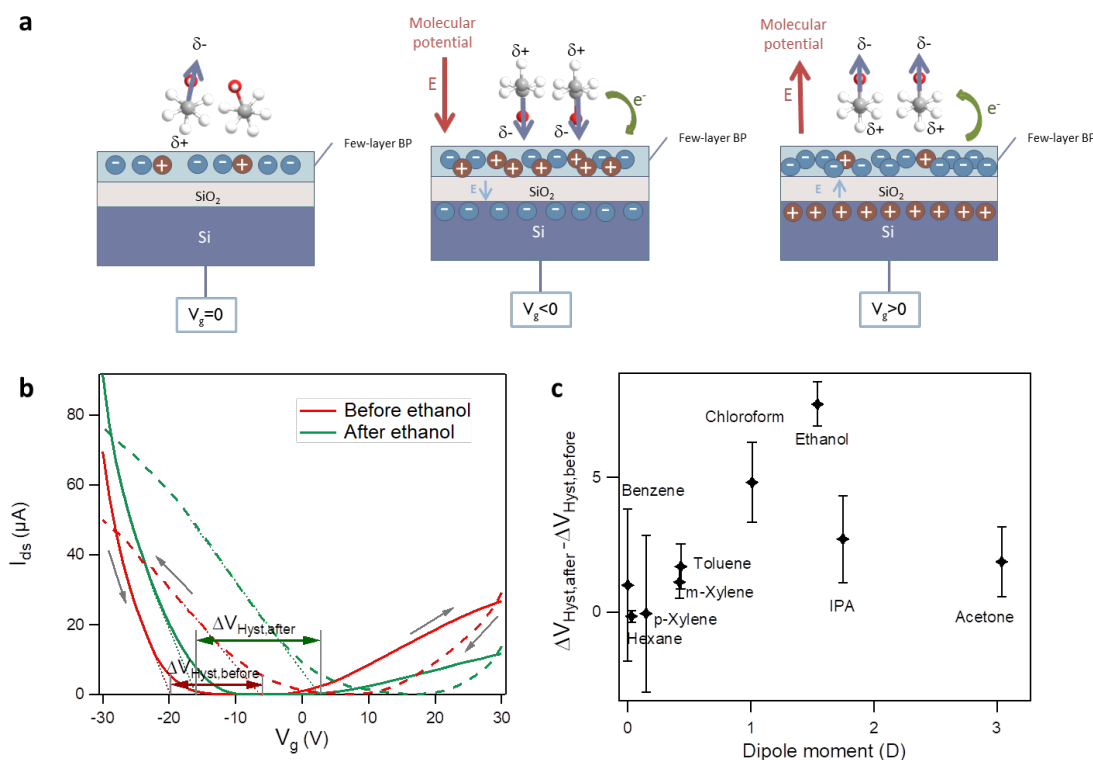 a
Molecular potential
E
δ-
δ+
Few-layer BP
SiO2
Si
Vg=0
Molecular potential
E
δ+ δ+
δ- δ-
e-
Few-layer BP
E
SiO2
Si
Vg<0
Molecular potential
E
δ- δ-
δ+ δ+
e-
Few-layer BP
E
SiO2
Si
Vg>0
b
Before ethanol
After ethanol
ΔVHyst,after
ΔVHyst,before
Ids (µA)
80
60
40
20
0
-30 -20 -10 0 10 20 30
Vg (V)
c
ΔVHyst,after -ΔVHyst,before
5
0
Chloroform
Ethanol
Benzene
Toluene
m-Xylene
p-Xylene
Hexane
IPA
Acetone
0 1 2 3
Dipole moment (D)